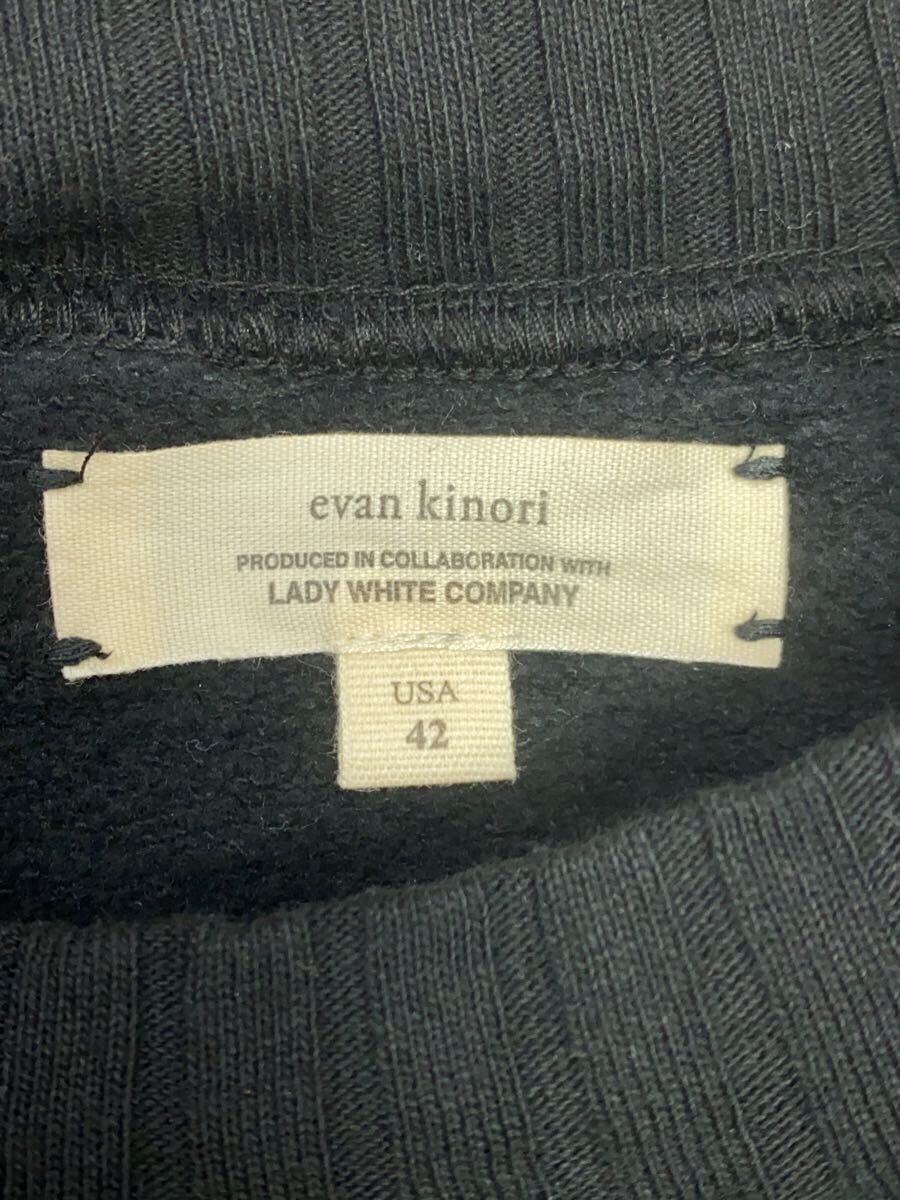 evan kinori
PRODUCED IN COLLABORATION WITH
LADY WHITE COMPANY
USA
42